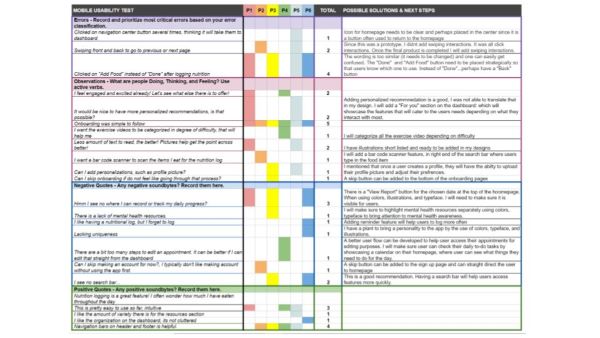 MOBILE USABILITY TEST P1 P2 P3 P4 P5 P6 TOTAL POSSIBLE SOLUTIONS & NEXT STEPS
Errors - Record and prioritize most critical errors based on your error
classification.
Clicked on navigation center button several times, thinking it will take them to
dashboard
1
Icon for homepage needs to be clear and perhaps placed in the center since it is
a button often used to return to the homepage
Swiping front and back to go to previous or next page
2
Since this was a prototype, I didnt add swiping interactions. It was all click
interactions. Once the final product is completed I will add swiping interactions.
Clicked on "Add Food" instead of "Done" after logging nutrition
4
The wording is too similar (it needs to be changed) and one can easily get
confused. The "Done" and "Add Food" button need to be placed strategically so
that users know which one to use. Instead of "Done"...perhaps have a "Back"
button
Observations - What are people Doing, Thinking, and Feeling? Use
active verbs.
I feel engaged and excited already! Let's see what else there is to offer!
2
It would be nice to have more personalized recommendations, is that
possible?
2
Adding personalized recommendation is a good, I was not able to translate that
in my design. I will add a "For you" section on the dashboard which will
showcase the features that will cater to the users needs depending on what they
interact with most.
Onboarding was simple to follow
5
I want the exercise videos to be categorized in degree of difficulty, that will
help me
1
I will categorize all the exercise video depending on difficulty
Less amount of text to read, the better! Pictures help get the point across
better!
2
I have illustrations short listed and ready to be added in my designs
I want a bar code scanner to scan the items I eat for the nutrition log
1
I will add a bar code scanner feature, in right end of the search bar where users
type in the food item
Can I add personalizations, such as profile picture?
1
I mentioned that once a user creates a profile, they will have the ability to upload
their profile picture and adjust their preferences.
Can I skip onboarding if I do not feel like going through that process?
1
A skip button can be added to the bottom of the onboarding pages
Negative Quotes - Any negative soundbytes? Record them here.
Hmm I see no where I can record or track my daily progress?
3
There is a "View Report" button for the chosen date at the top of the homepage.
When using colors, illustrations, and typeface. I will need to make sure it is
visible for users.
There is a lack of mental health resources.
1
I will make sure to highlight mental health resources separately using colors,
typeface to bring attention to mental health awareness.
I like having a nutritional log, but I forget to log
1
Adding reminder feature will help users to log more often
Lacking uniqueness
1
I have a plant to bring a personality to the app by the use of colors, typeface, and
illustrations.
There are a bit too many steps to edit an appointment. It can be better if I can
edit that straight from the dashboard
1
A better user flow can be developed to help user access their appointments for
adding purposes. I will make sure user can check their daily to-do tasks by
showcasing a calendar on their homepage, where user can see what things they
need to do for the day.
Can I skip making an account for now?, I typically don't like making account
without using the app first.
1
A skip button can be added to the sign up page and can straight direct the user
to homepage
I see no search bar...
1
This is a good recommendation. Having a search bar will help users access
features more quickly.
Positive Quotes - Any positive soundbytes? Record them here.
Nutrition logging is a great feature! I often wonder how much I have eaten
throughout the day
2
This is pretty easy to use so far, intuitive
3
I like the amount of variety there is for the resources section
1
I like the organization on the dashboard, its not cluttered
1
Navigation bars on header and footer is helpful.
4